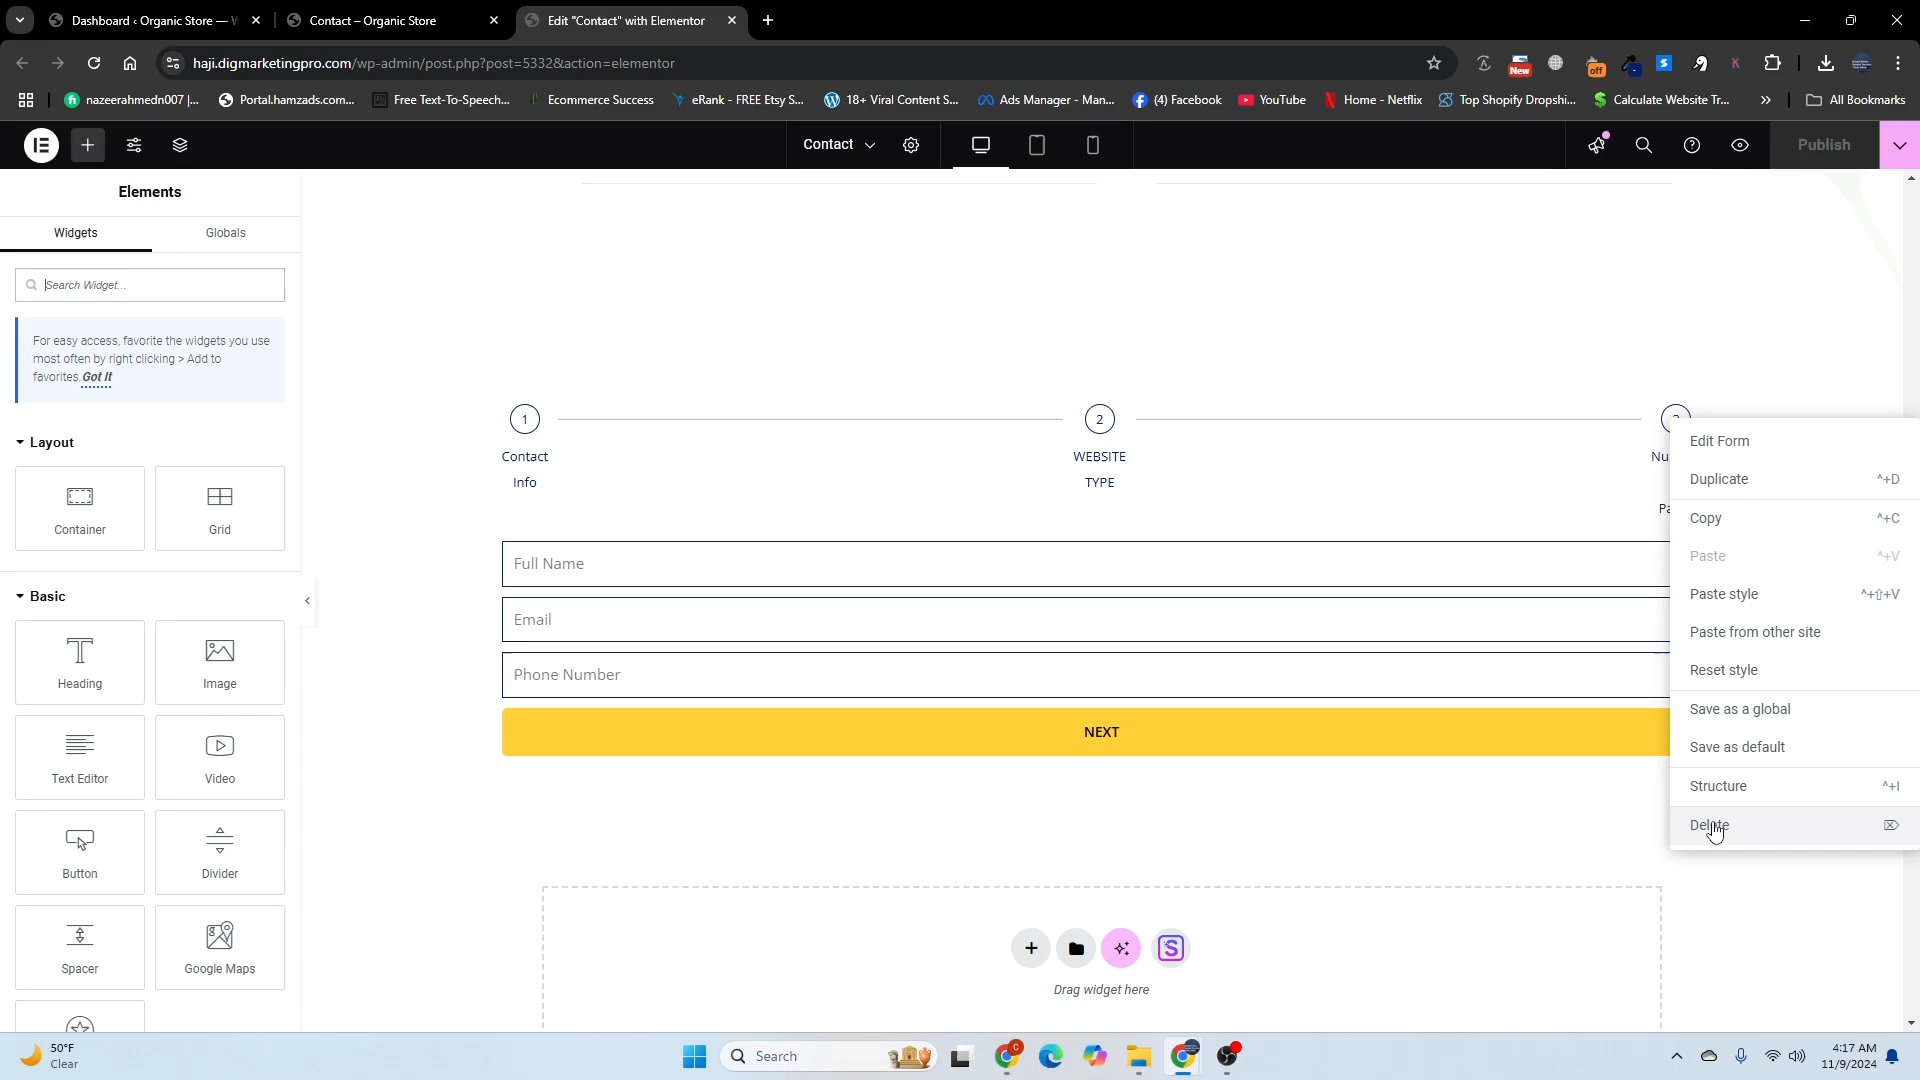 Dashboard ‹ Organic Store — W
Contact – Organic Store
Edit "Contact" with Elementor
haji.digmarketingpro.com/wp-admin/post.php?post=5332&action=elementor
New
off
nazeerahmedn007 |...
Portal.hamzads.com...
Free Text-To-Speech...
Ecommerce Success
eRank - FREE Etsy S...
18+ Viral Content S...
Ads Manager - Man...
(4) Facebook
YouTube
Home - Netflix
Top Shopify Dropshi...
Calculate Website Tr...
»
All Bookmarks
Contact
Publish
Elements
Widgets
Globals
Search Widget...
For easy access, favorite the widgets you use
most often by right clicking > Add to
favorites. Got It
Layout
Container
Grid
Basic
Heading
Image
Text Editor
Video
Button
Divider
Spacer
Google Maps
1
2
Contact
Info
WEBSITE
TYPE
Full Name
Email
Phone Number
NEXT
Drag widget here
Edit Form
Duplicate ^+D
Copy ^+C
Paste ^+V
Paste style ^+⇧+V
Paste from other site
Reset style
Save as a global
Save as default
Structure ^+I
Delete ⌦
50°F
Clear
Search
4:17 AM
11/9/2024